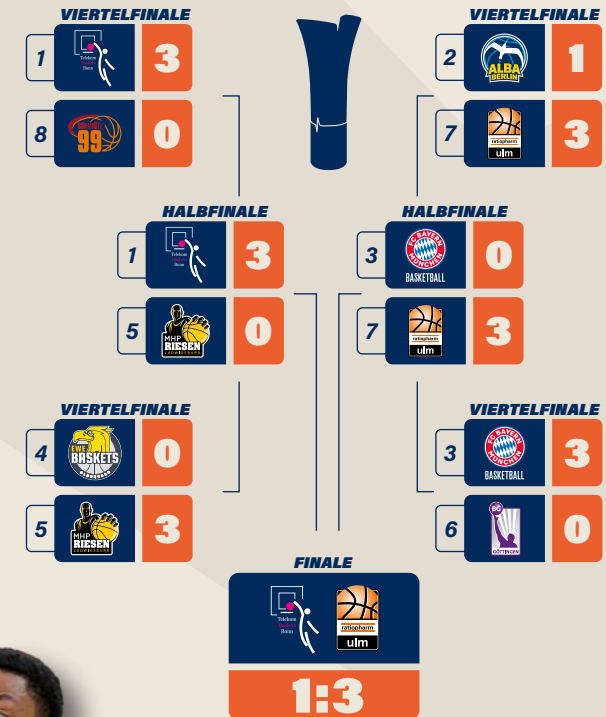 VIERTELFINALE
1
Telekom
Baskets
Bonn
3
8
99
0
VIERTELFINALE
2
ALBA
BERLIN
1
7
ratiopharm
ulm
3
HALBFINALE
1
Telekom
Baskets
Bonn
3
5
MHP
RIESEN
LUDWIGSBURG
0
HALBFINALE
3
FC BAYERN
MÜNCHEN
BASKETBALL
0
7
ratiopharm
ulm
3
VIERTELFINALE
4
EWE
BASKETS
0
5
MHP
RIESEN
LUDWIGSBURG
3
VIERTELFINALE
3
FC BAYERN
MÜNCHEN
BASKETBALL
3
6
BG
GÖTTINGEN
0
FINALE
Telekom
Baskets
Bonn
ratiopharm
ulm
1:3